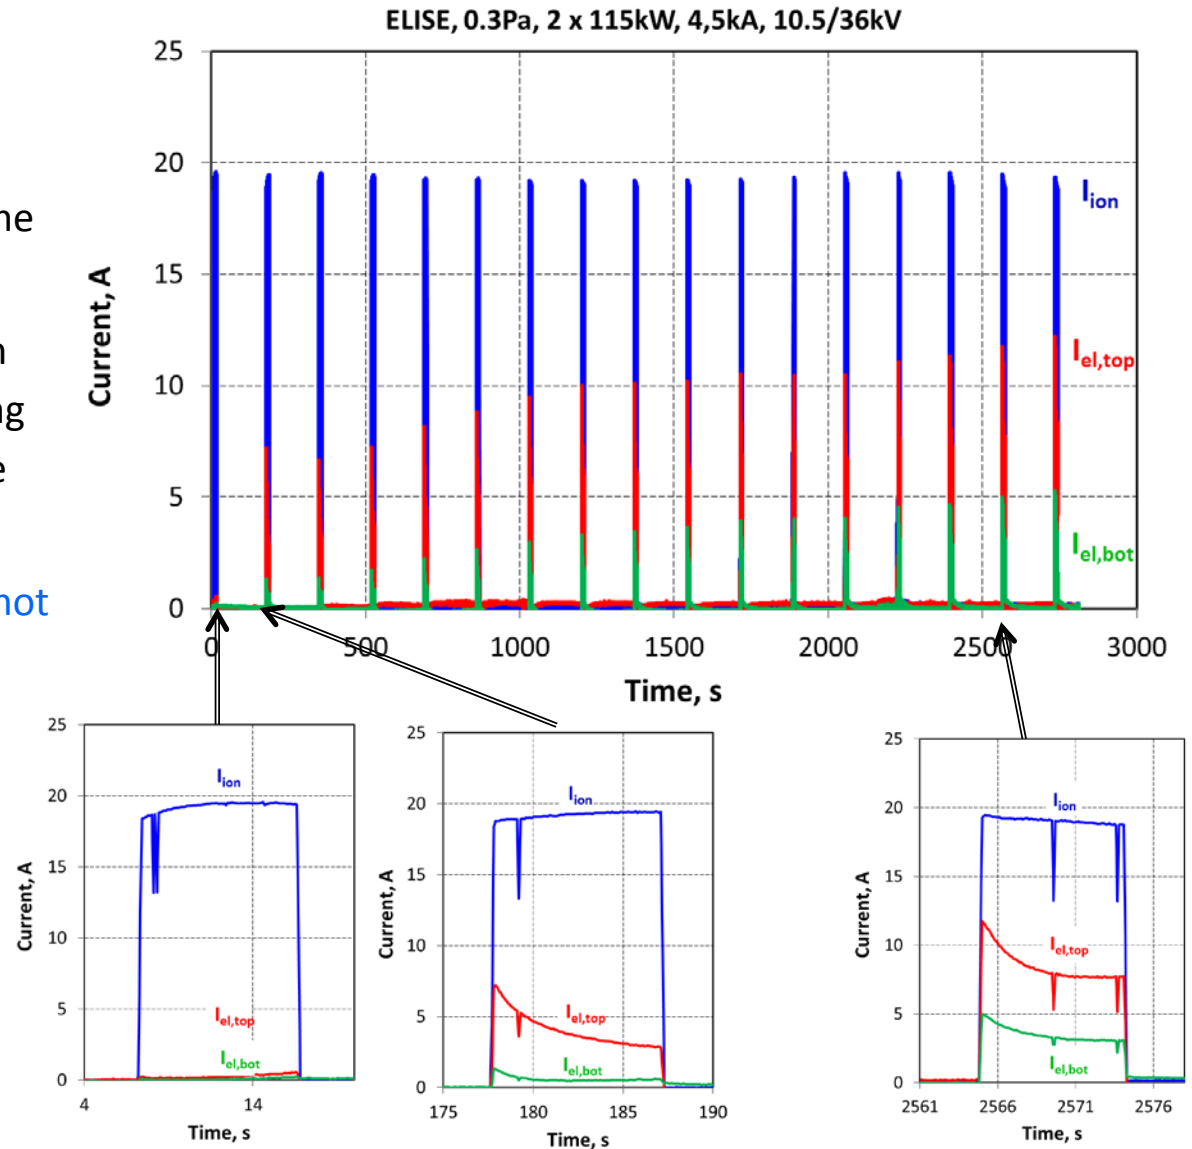 ELISE, 0.3Pa, 2 x 115kW, 4,5kA, 10.5/36kV
25
20
15
10
5
0
Current, A
I_ion
I_el,top
I_el,bot
0 500 1000 1500 2000 2500 3000
Time, s
not
25
20
15
10
5
0
Current, A
I_ion
I_el,top
I_el,bot
4 14
Time, s
25
20
15
10
5
0
Current, A
I_ion
I_el,top
I_el,bot
175 180 185 190
Time, s
25
20
15
10
5
0
Current, A
I_ion
I_el,top
I_el,bot
2561 2566 2571 2576
Time, s